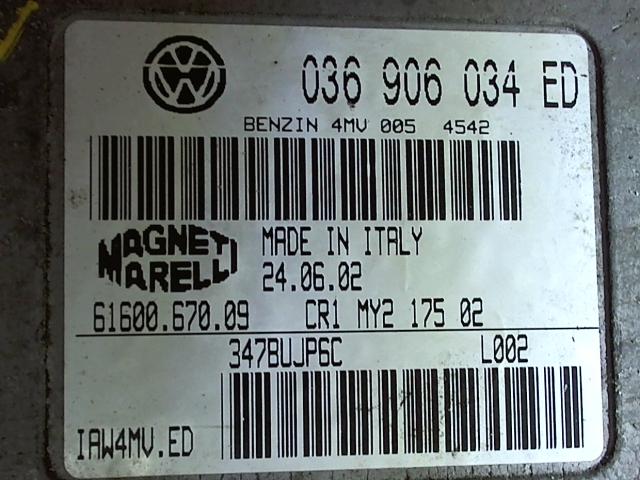 036 906 034 ED
BENZIN 4MV 005 4542
MAGNETI
MARELLI
MADE IN ITALY
24.06.02
61600.670.09 CR1 MY2 175 02
347BUJP6C L002
IAW4MV.ED